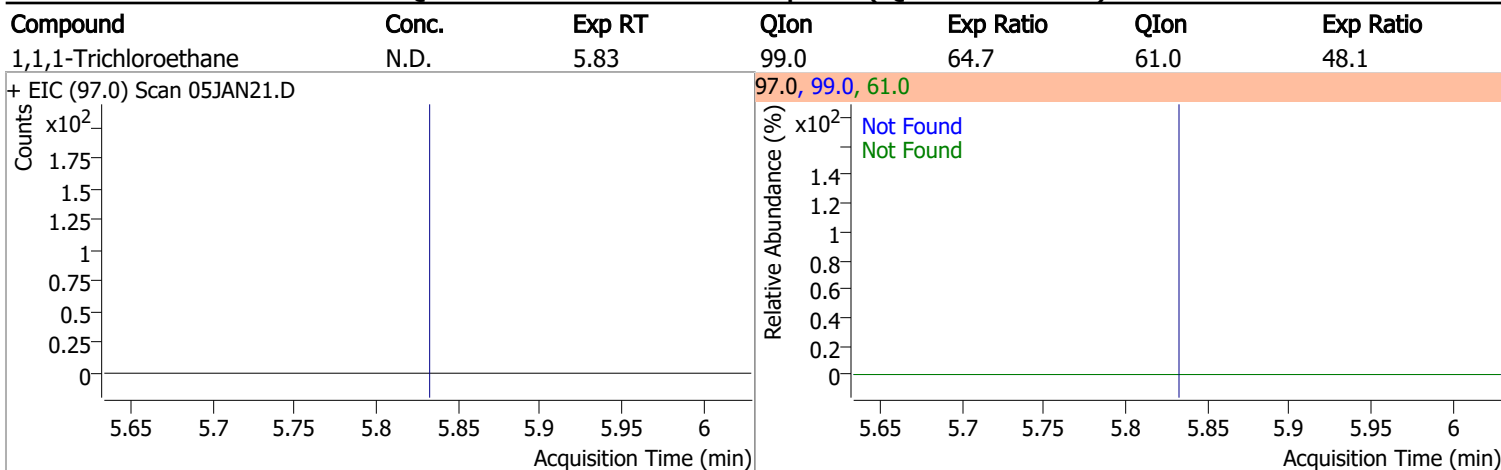 Compound Conc. Exp RT QIon Exp Ratio QIon Exp Ratio
1,1,1-Trichloroethane N.D. 5.83 99.0 64.7 61.0 48.1
+ EIC (97.0) Scan 05JAN21.D
Counts
x10²
1.75
1.5
1.25
1
0.75
0.5
0.25
0
5.65 5.7 5.75 5.8 5.85 5.9 5.95 6
Acquisition Time (min)
97.0, 99.0, 61.0
Relative Abundance (%)
x10²
Not Found
Not Found
1.4
1.2
1
0.8
0.6
0.4
0.2
0
5.65 5.7 5.75 5.8 5.85 5.9 5.95 6
Acquisition Time (min)